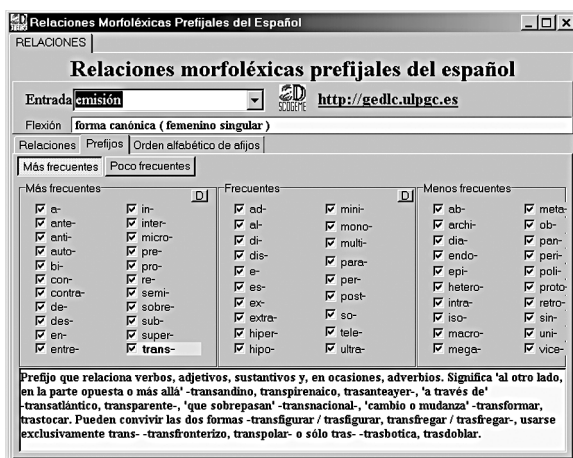 Relaciones Morfoléxicas Prefijales del Español
RELACIONES
Relaciones morfoléxicas prefijales del español
Entrada emisión SCOGEME http://gedlc.ulpgc.es
Flexión forma canónica ( femenino singular )
Relaciones Prefijos Orden alfabético de afijos
Más frecuentes Poco frecuentes
Más frecuentes D Frecuentes D Menos frecuentes
a- in- ad- mini- ab- meta-
ante- inter- al- mono- archi- ob-
anti- micro- di- multi- dia- pan-
auto- pre- dis- para- endo- peri-
bi- pro- e- per- epi- poli-
con- re- es- post- hetero- proto
contra- semi- ex- so- intra- retro-
de- sobre- extra- tele- iso- sin-
des- sub- hiper- ultra- macro- uni-
en- super- hipo- mega- vice-
entre- trans-
Prefijo que relaciona verbos, adjetivos, sustantivos y, en ocasiones, adverbios. Significa 'al otro lado,
en la parte opuesta o más allá' -transandino, transpirenaico, trasanteayer-, 'a través de'
-transatlántico, transparente-, 'que sobrepasan' -transnacional-, 'cambio o mudanza' -transformar,
trastocar. Pueden convivir las dos formas -transfigurar / trasfigurar, transfregar / trasfregar-, usarse
exclusivamente trans- -transfronterizo, transpolar- o sólo tras- -trasbotica, trasdoblar.